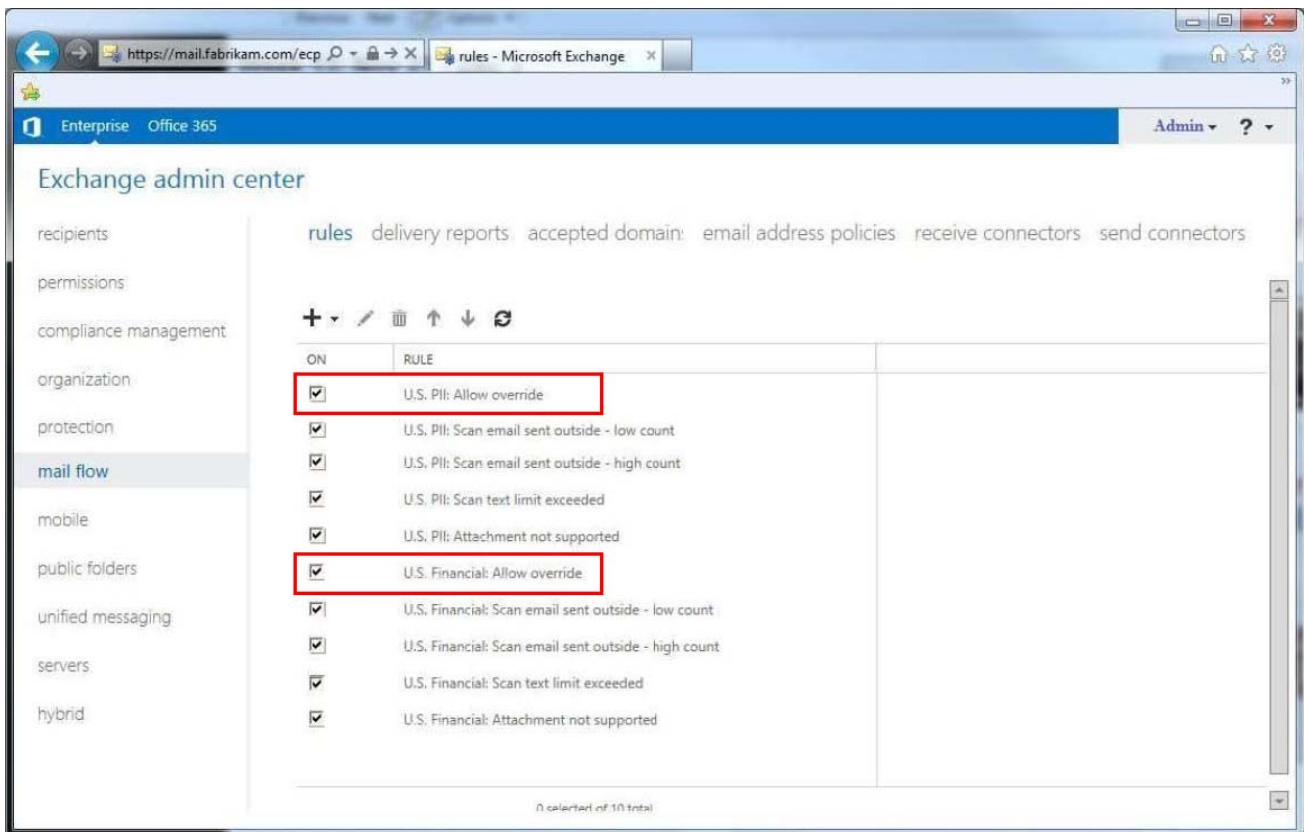 https://mail.fabrikam.com/ecp
rules - Microsoft Exchange
Enterprise Office 365
Admin ?
Exchange admin center
recipients
permissions
compliance management
organization
protection
mail flow
mobile
public folders
unified messaging
servers
hybrid
rules delivery reports accepted domain: email address policies receive connectors send connectors
ON RULE
U.S. PII: Allow override
U.S. PII: Scan email sent outside - low count
U.S. PII: Scan email sent outside - high count
U.S. PII: Scan text limit exceeded
U.S. PII: Attachment not supported
U.S. Financial: Allow override
U.S. Financial: Scan email sent outside - low count
U.S. Financial: Scan email sent outside - high count
U.S. Financial: Scan text limit exceeded
U.S. Financial: Attachment not supported
0 selected of 10 total